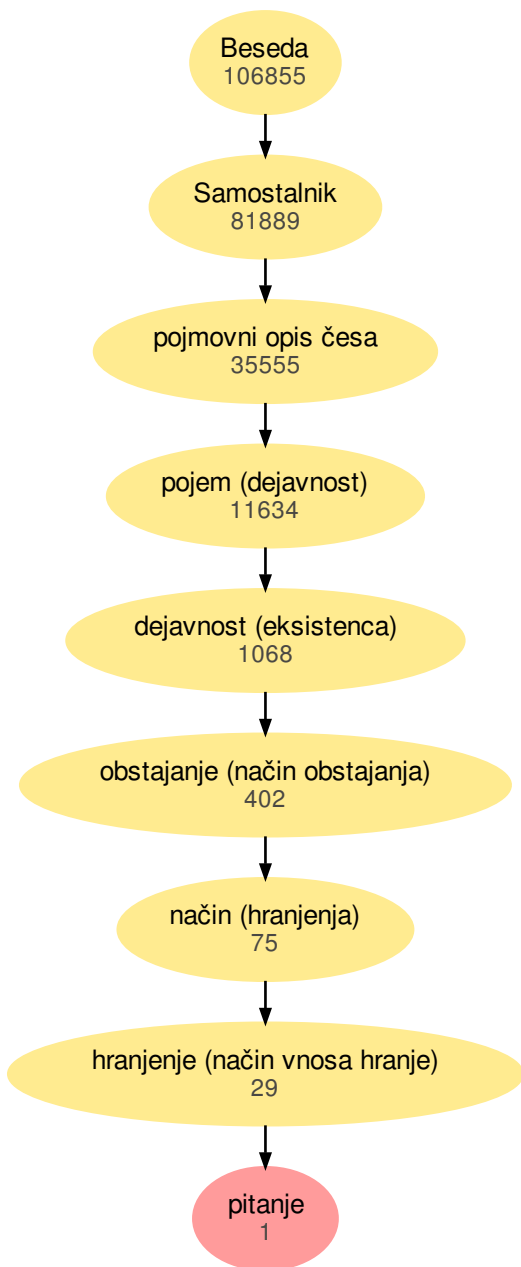 Beseda
106855
Samostalnik
81889
pojmovni opis česa
35555
pojem (dejavnost)
11634
dejavnost (eksistenca)
1068
obstajanje (način obstajanja)
402
način (hranjenja)
75
hranjenje (način vnosa hranje)
29
pitanje
1